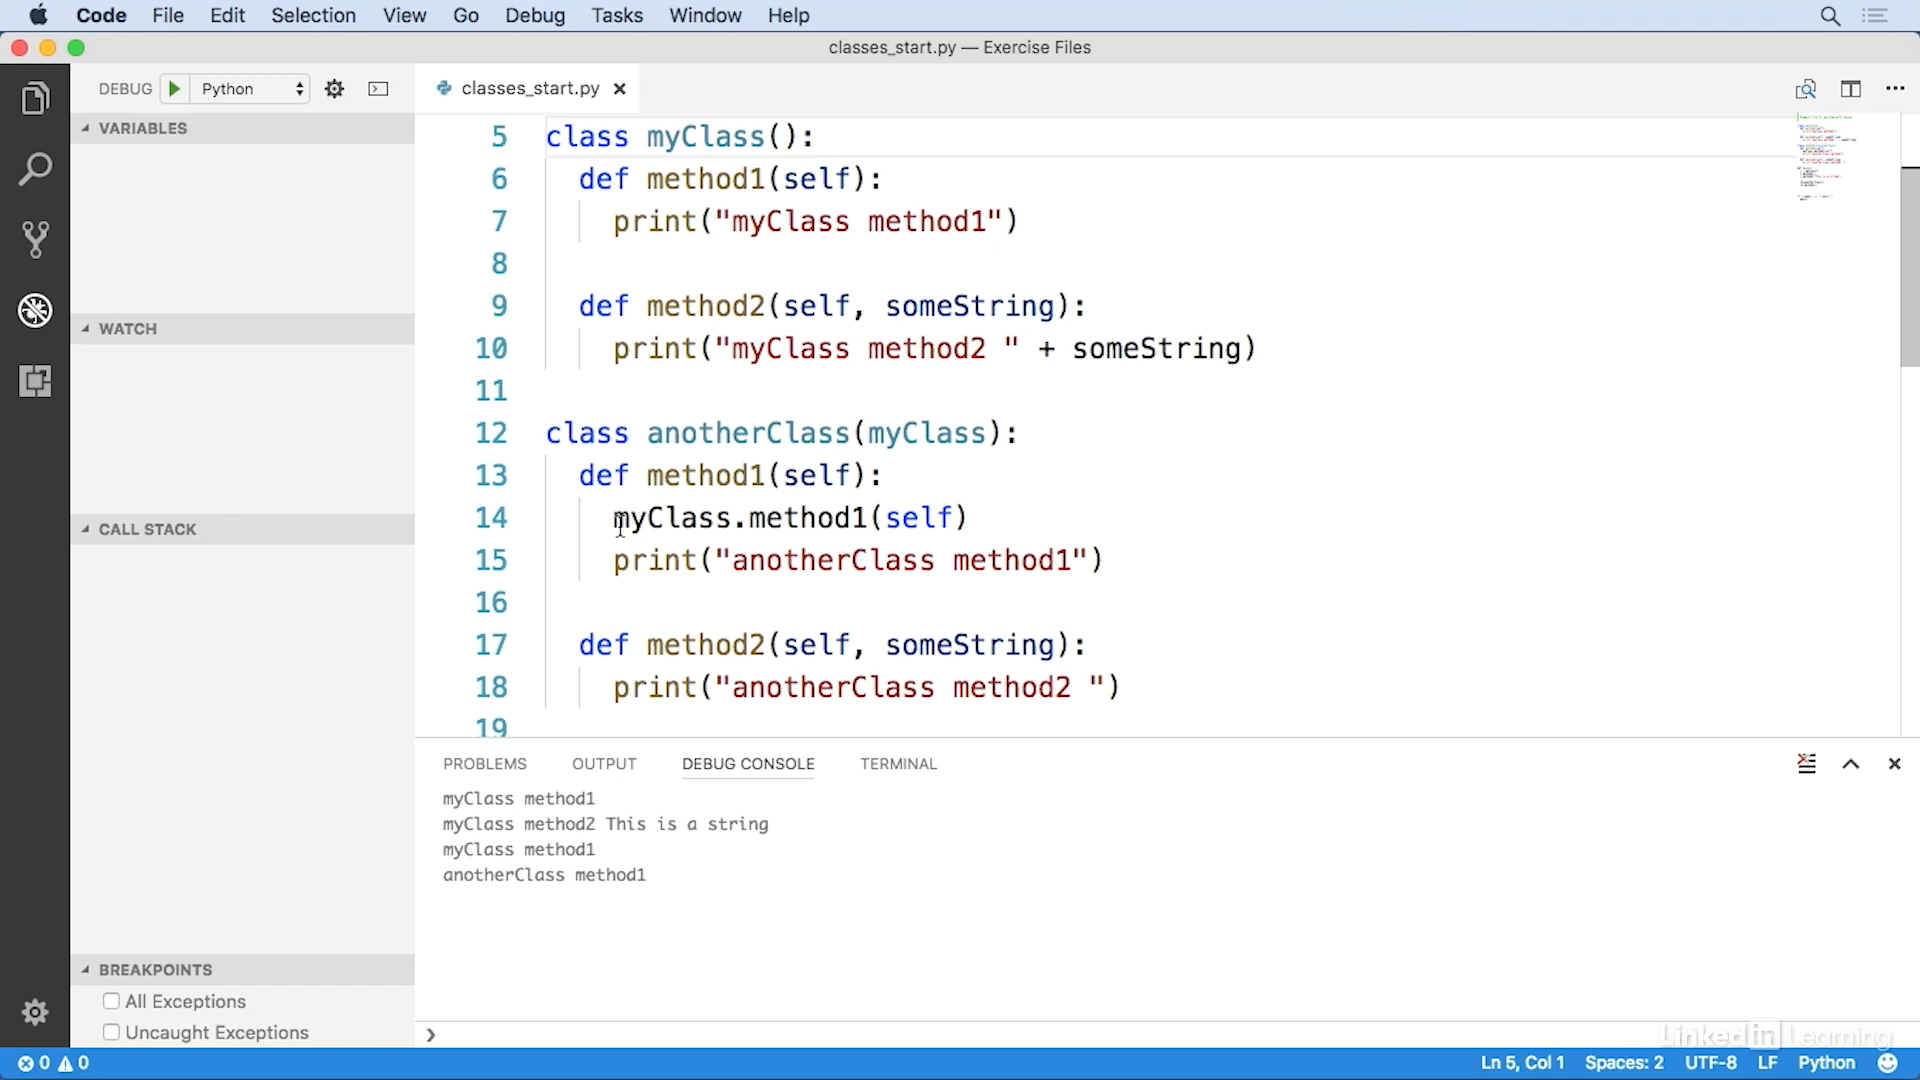 Code File Edit Selection View Go Debug Tasks Window Help
classes_start.py — Exercise Files
DEBUG Python
classes_start.py
VARIABLES
WATCH
CALL STACK
BREAKPOINTS
All Exceptions
Uncaught Exceptions
5 class myClass():
6 def method1(self):
7 print("myClass method1")
8
9 def method2(self, someString):
10 print("myClass method2 " + someString)
11
12 class anotherClass(myClass):
13 def method1(self):
14 myClass.method1(self)
15 print("anotherClass method1")
16
17 def method2(self, someString):
18 print("anotherClass method2 ")
19
PROBLEMS OUTPUT DEBUG CONSOLE TERMINAL
myClass method1
myClass method2 This is a string
myClass method1
anotherClass method1
Linked in Learning
0 0 Ln 5, Col 1 Spaces: 2 UTF-8 LF Python